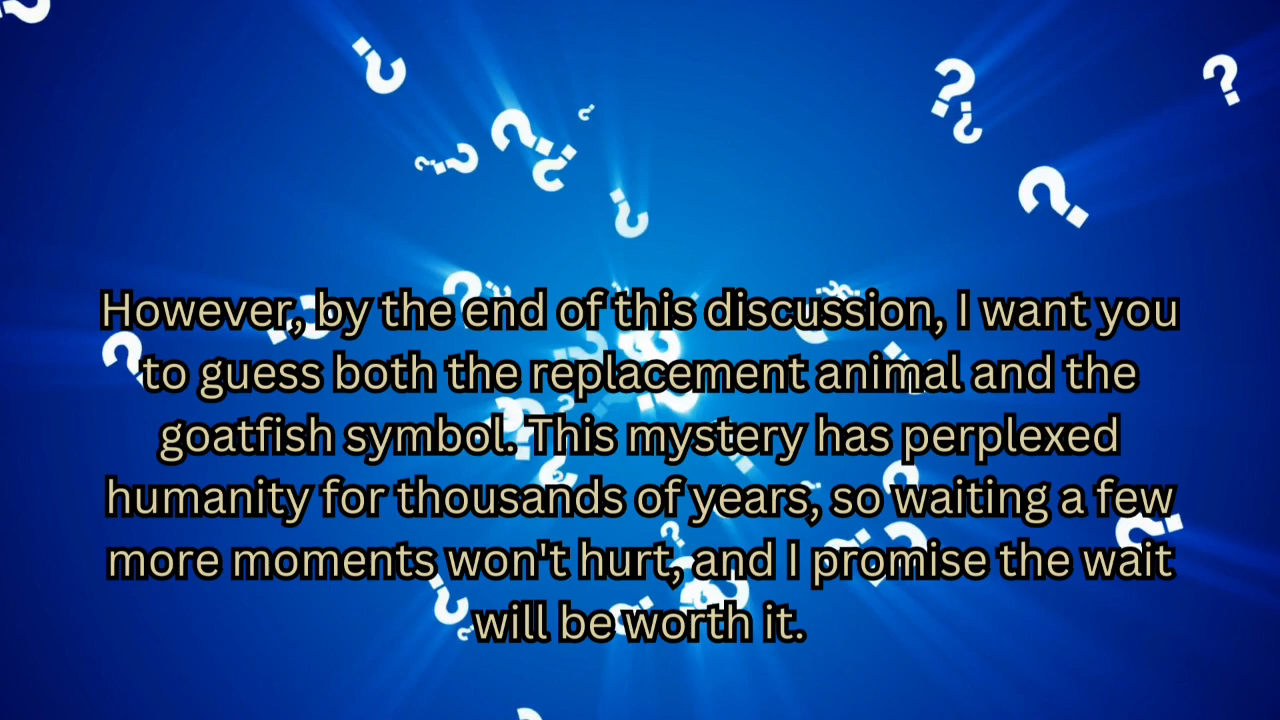 However, by the end of this discussion, I want you
to guess both the replacement animal and the
goatfish symbol. This mystery has perplexed
humanity for thousands of years, so waiting a few
more moments won't hurt, and I promise the wait
will be worth it.